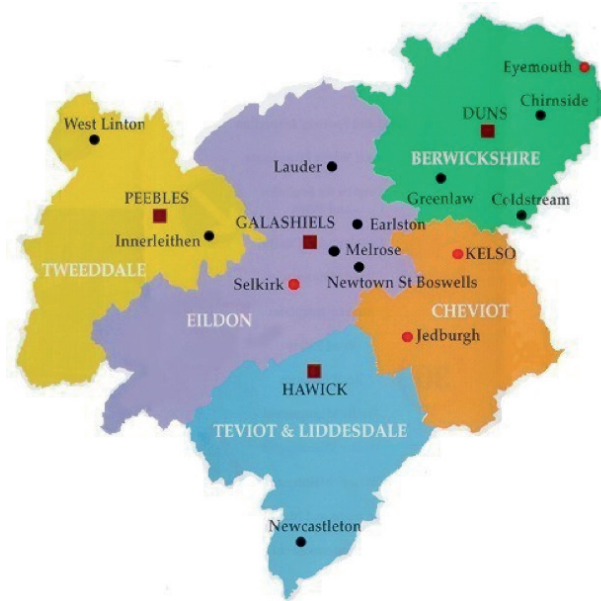 Eyemouth
Chirnside
DUNS
West Linton
BERWICKSHIRE
Lauder
PEEBLES
Greenlaw
Coldstream
GALASHIELS
Earlston
Innerleithen
Melrose
KELSO
TWEEDDALE
Selkirk
Newtown St Boswells
CHEVIOT
EILDON
Jedburgh
HAWICK
TEVIOT & LIDDESDALE
Newcastleton